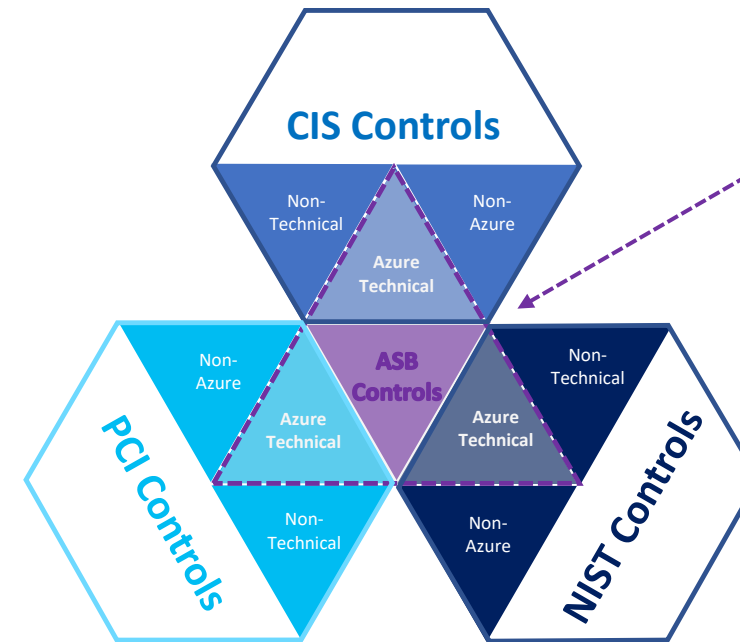 CIS Controls
Non-
Technical
Non-
Azure
Azure
Technical
ASB
Controls
Non-
Azure
Azure
Technical
Non-
Technical
PCI Controls
Non-
Technical
Azure
Technical
Non-
Azure
NIST Controls